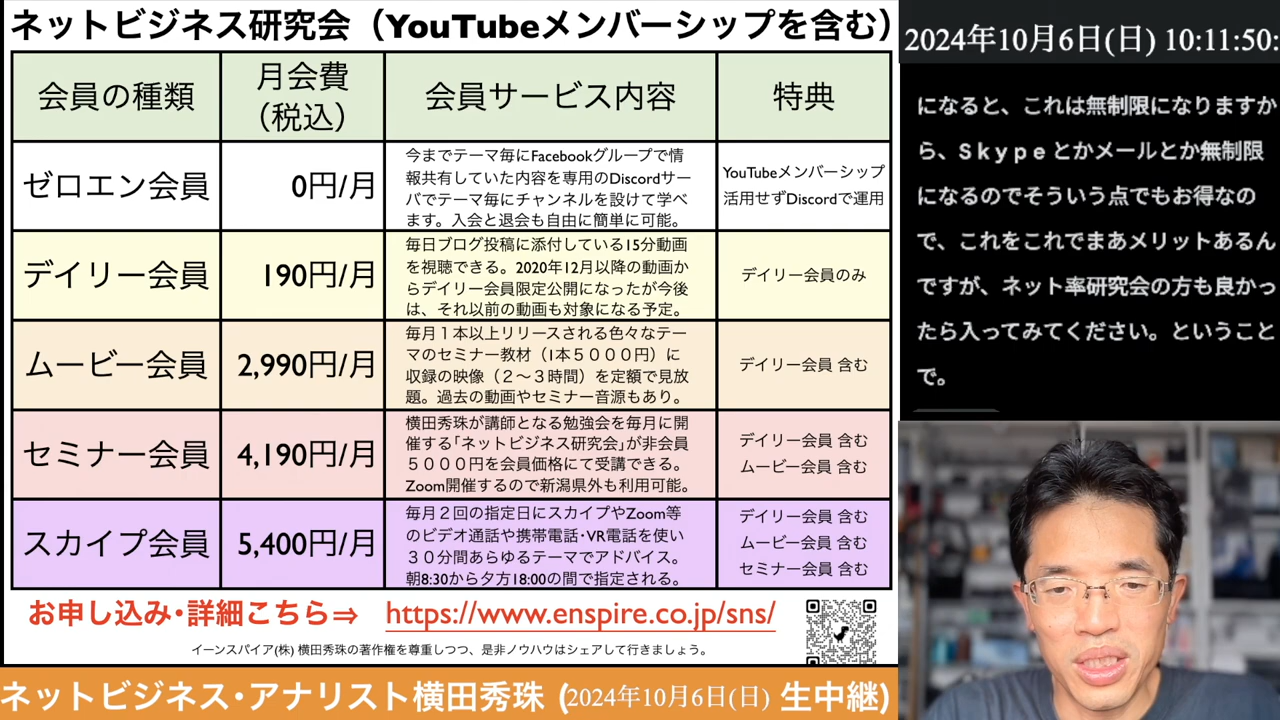 ネットビジネス研究会（YouTubeメンバーシップを含む）
会員の種類
月会費
（税込）
会員サービス内容
特典
ゼロエン会員
0円/月
今までテーマ毎にFacebookグループで情
報共有していた内容を専用のDiscordサー
バでテーマ毎にチャンネルを設けて学べ
ます。入会と退会も自由に簡単に可能。
YouTubeメンバーシップ
活用せずDiscordで運用
デイリー会員
190円/月
毎日ブログ投稿に添付している15分動画
を視聴できる。2020年12月以降の動画か
らデイリー会員限定公開になったが今後
は、それ以前の動画も対象になる予定。
デイリー会員のみ
ムービー会員
2,990円/月
毎月１本以上リリースされる色々なテー
マのセミナー教材（1本５０００円）に
収録の映像（２〜３時間）を定額で見放
題。過去の動画やセミナー音源もあり。
デイリー会員 含む
セミナー会員
4,190円/月
横田秀珠が講師となる勉強会を毎月に開
催する｢ネットビジネス研究会｣が非会員
５０００円を会員価格にて受講できる。
Zoom開催するので新潟県外も利用可能。
デイリー会員 含む
ムービー会員 含む
スカイプ会員
5,400円/月
毎月２回の指定日にスカイプやZoom等
のビデオ通話や携帯電話･VR電話を使い
３０分間あらゆるテーマでアドバイス。
朝8:30から夕方18:00の間で指定される。
デイリー会員 含む
ムービー会員 含む
セミナー会員 含む
お申し込み･詳細こちら⇒ https://www.enspire.co.jp/sns/
イーンスパイア(株) 横田秀珠の著作権を尊重しつつ、是非ノウハウはシェアして行きましょう。
ネットビジネス･アナリスト横田秀珠 (2024年10月6日(日) 生中継)
2024年10月6日(日) 10:11:50:
になると、これは無制限になりますか
ら、Ｓｋｙｐｅとかメールとか無制限
になるのでそういう点でもお得なの
で、これをこれでまあメリットあるん
ですが、ネット率研究会の方も良かっ
たら入ってみてください。ということ
で。